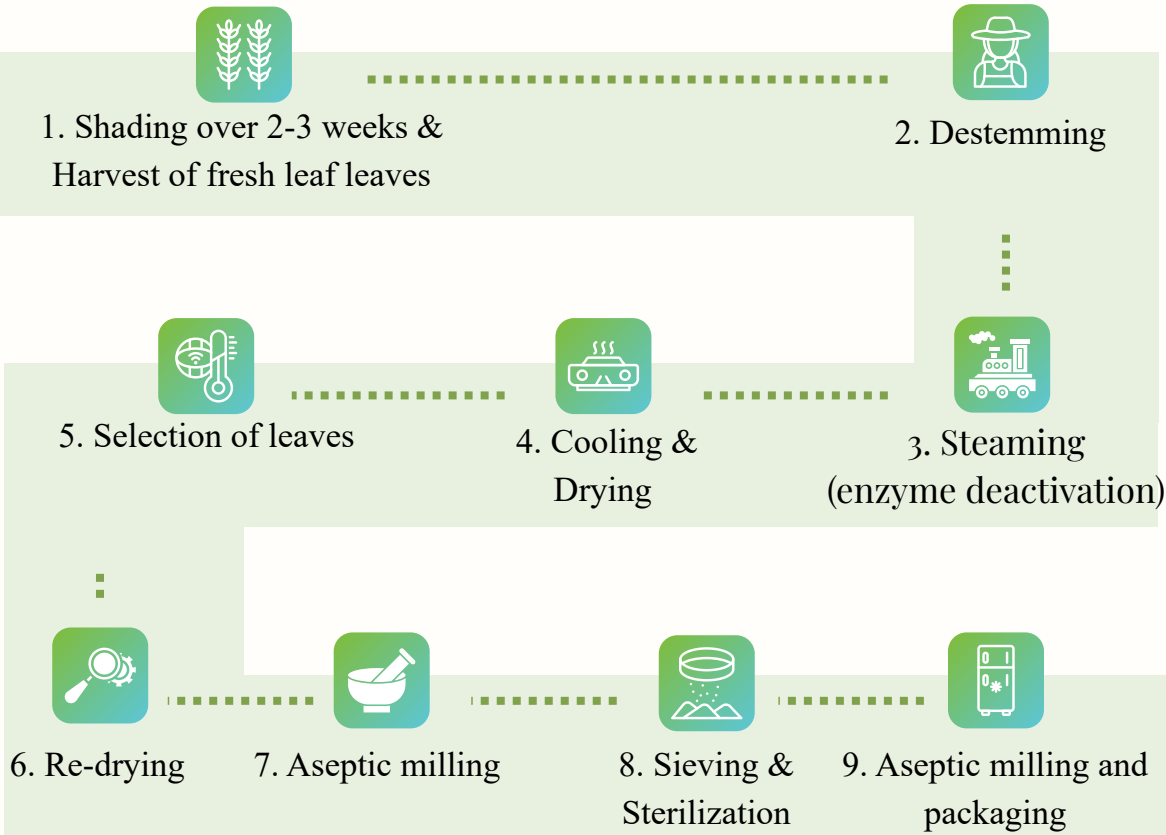 1. Shading over 2-3 weeks &
Harvest of fresh leaf leaves
2. Destemming
3. Steaming
(enzyme deactivation)
4. Cooling &
Drying
5. Selection of leaves
6. Re-drying
7. Aseptic milling
8. Sieving &
Sterilization
9. Aseptic milling and
packaging